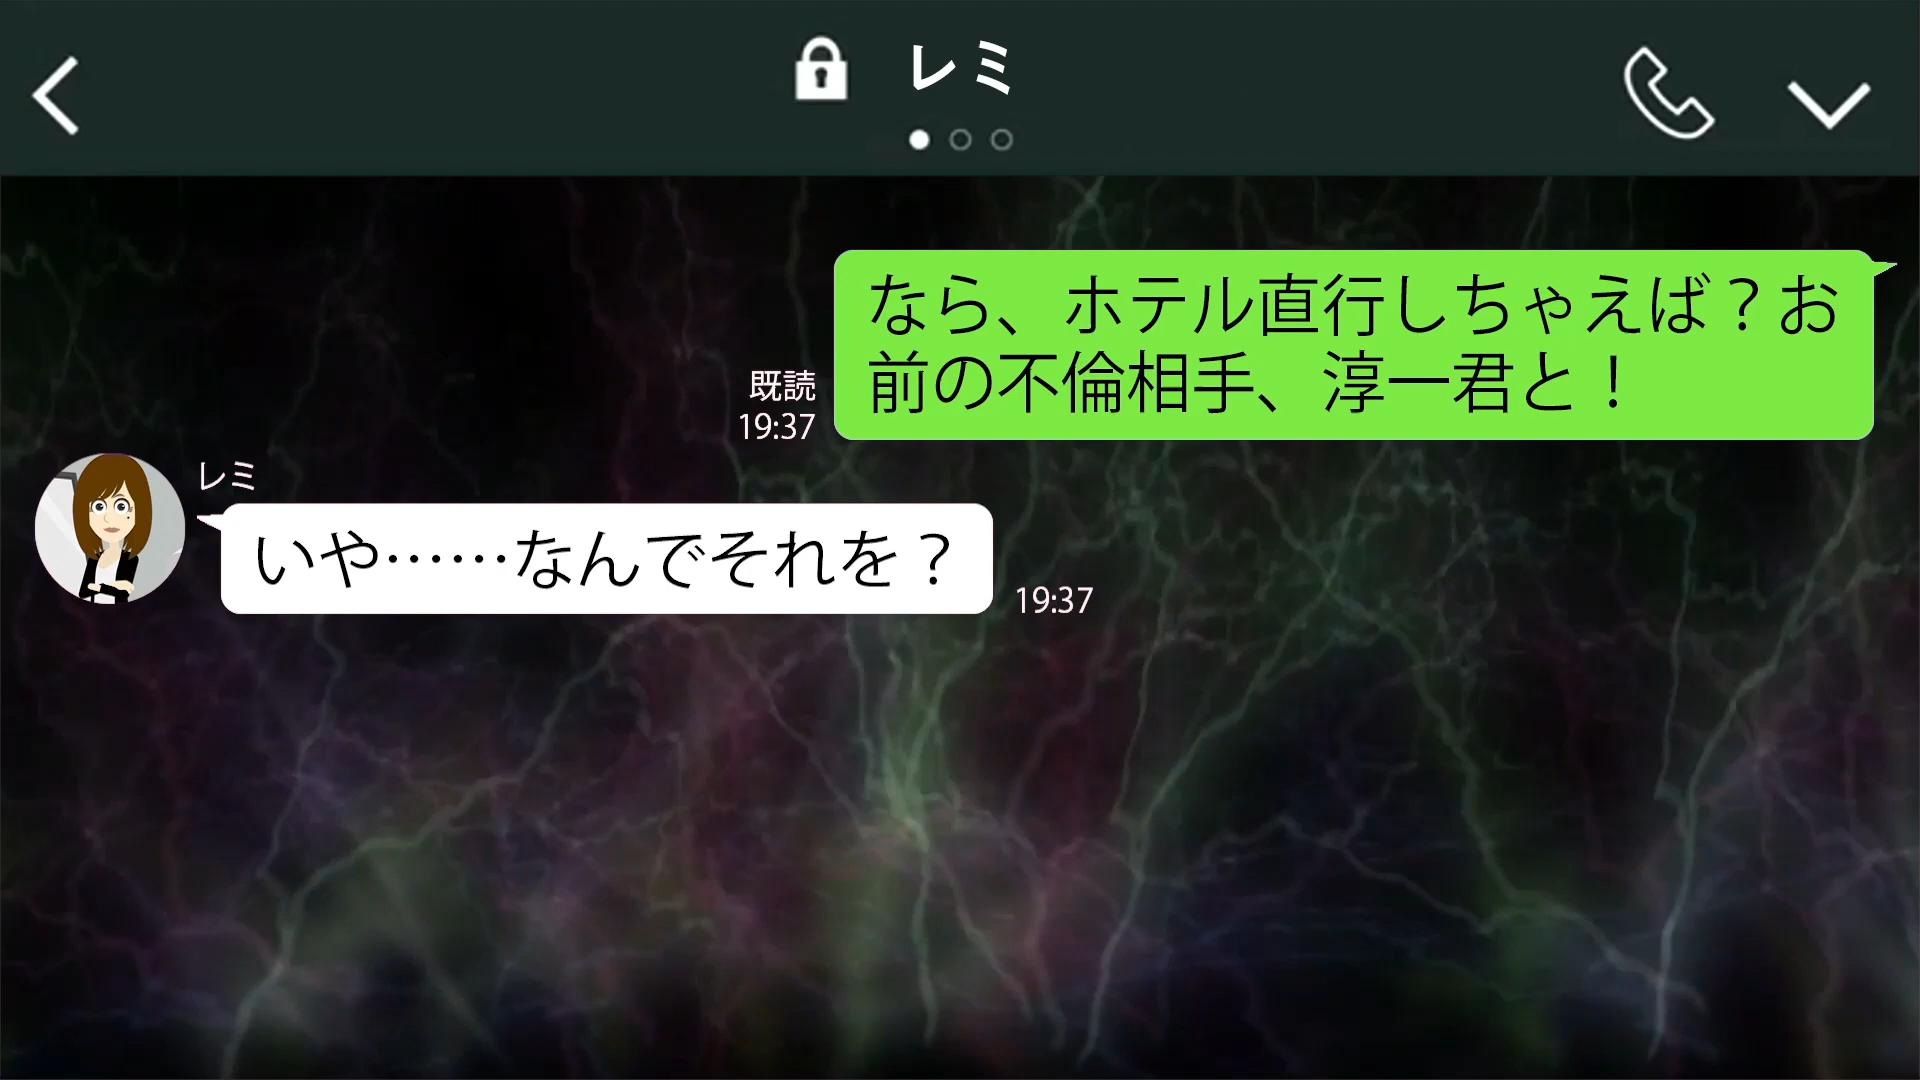 レミ
なら、ホテル直行しちゃえば？お
前の不倫相手、淳一君と！
既読
19:37
レミ
いや……なんでそれを？
19:37